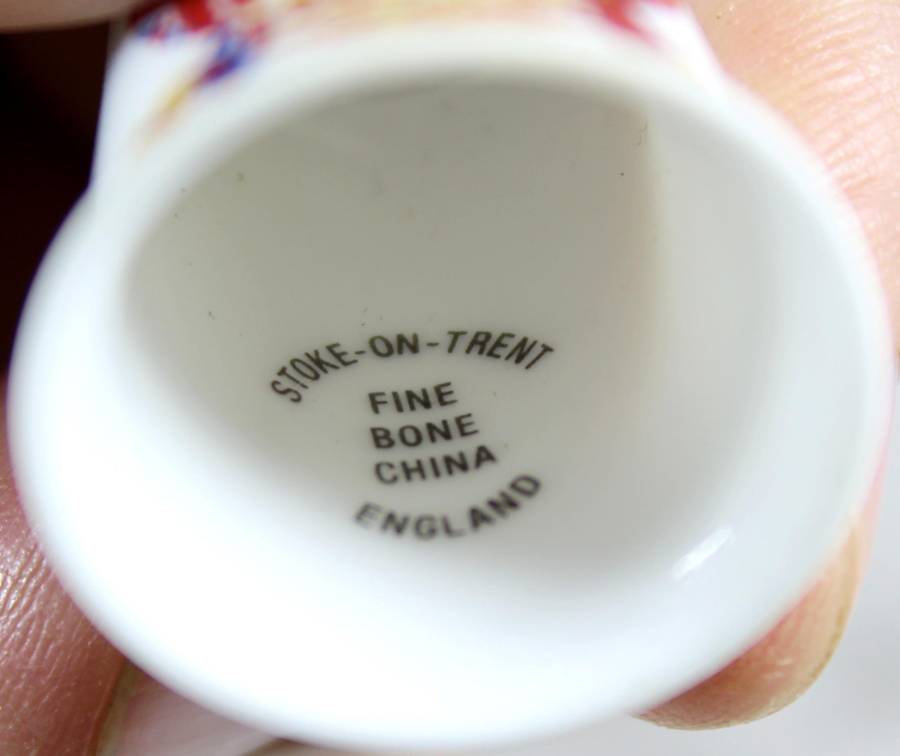 STOKE-ON-TRENT
FINE
BONE
CHINA
ENGLAND